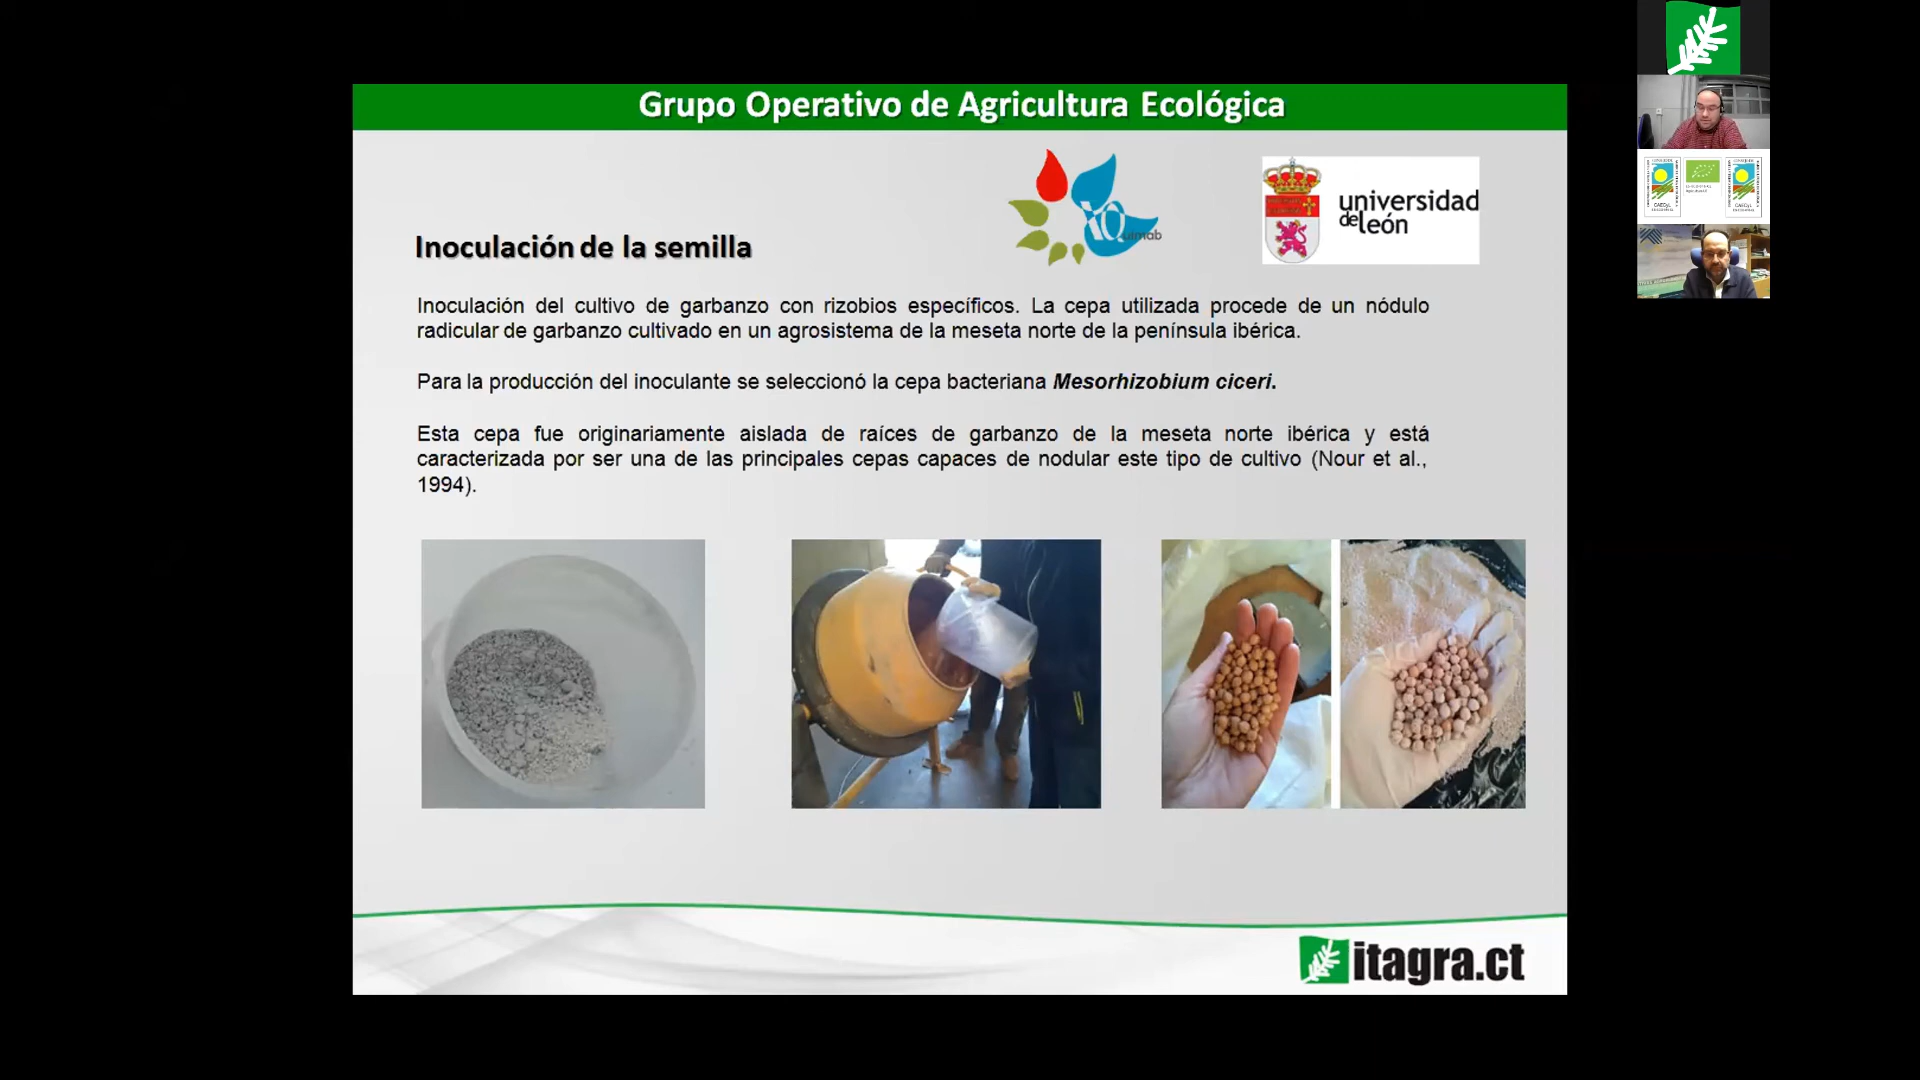 Grupo Operativo de Agricultura Ecológica
universidad
de león
Inoculación de la semilla
Inoculación del cultivo de garbanzo con rizobios específicos. La cepa utilizada procede de un nódulo
radicular de garbanzo cultivado en un agrosistema de la meseta norte de la península ibérica.
Para la producción del inoculante se seleccionó la cepa bacteriana Mesorhizobium ciceri.
Esta cepa fue originariamente aislada de raíces de garbanzo de la meseta norte ibérica y está
caracterizada por ser una de las principales cepas capaces de nodular este tipo de cultivo (Nour et al.,
1994).
itagra.ct
CAECyL
CAECyL